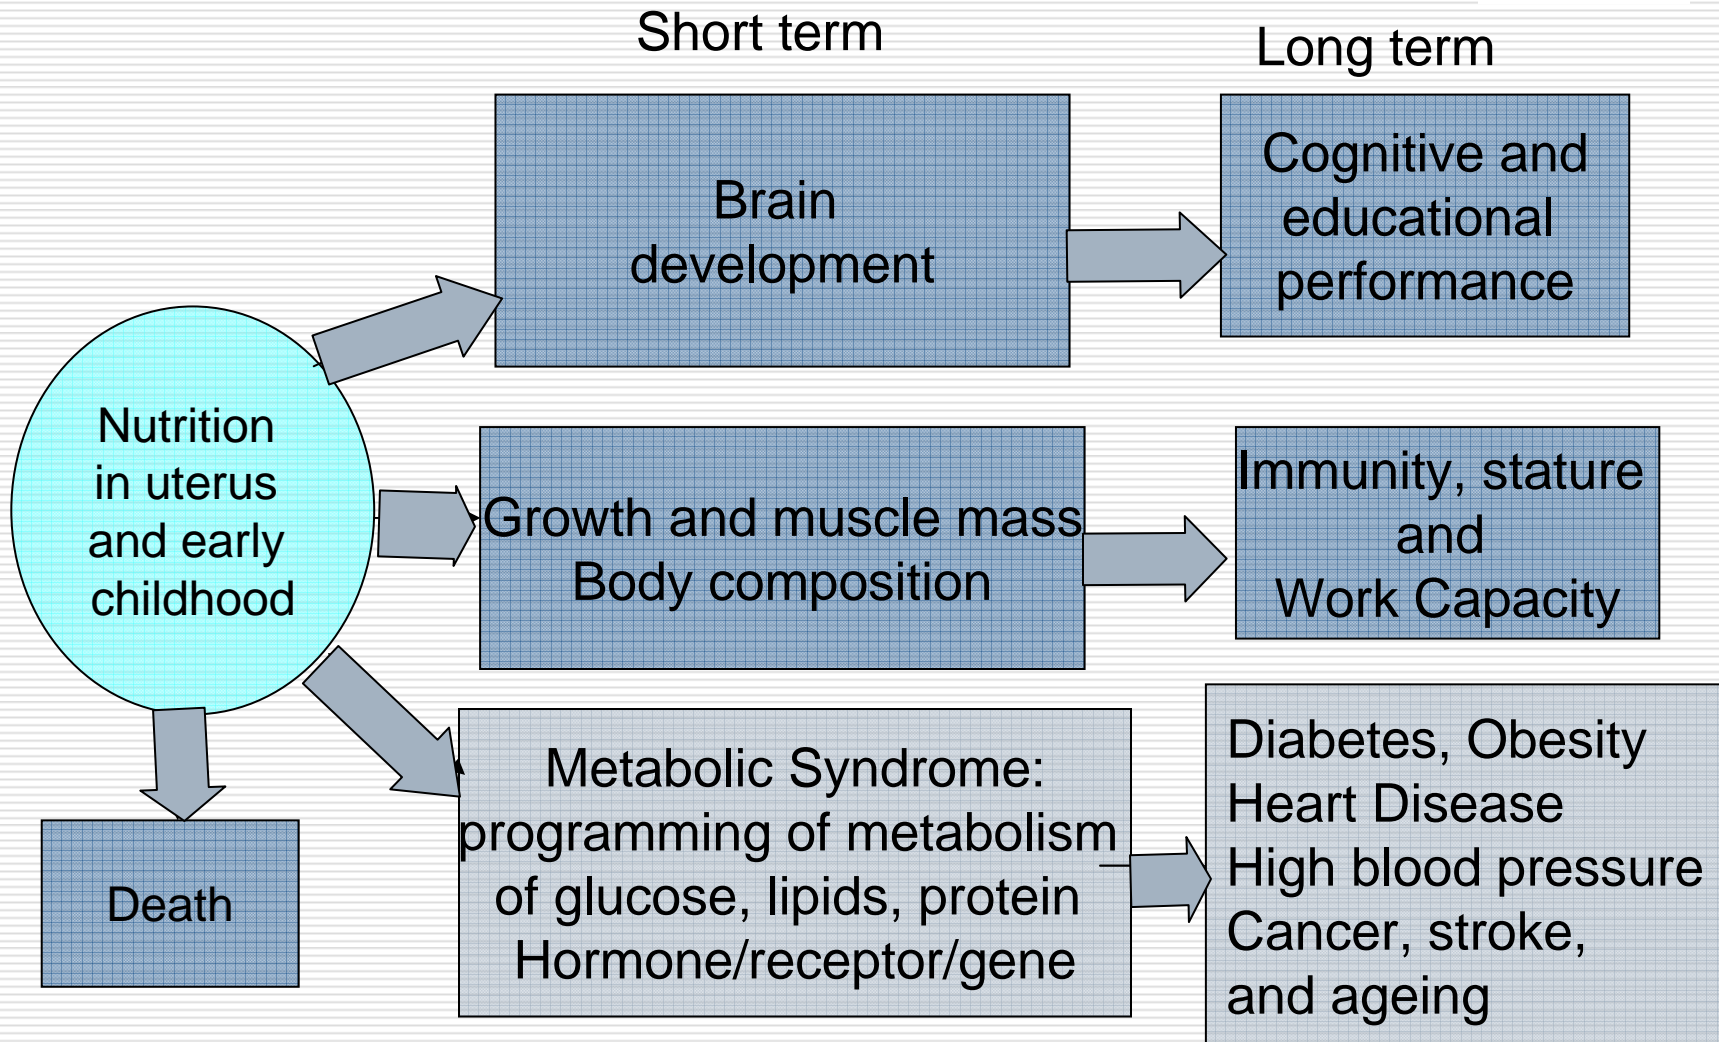 Short term
Long term
Brain
development
Cognitive and
educational
performance
Nutrition
in uterus
and early
childhood
Growth and muscle mass
Body composition
Immunity, stature
and
Work Capacity
Death
Metabolic Syndrome:
programming of metabolism
of glucose, lipids, protein
Hormone/receptor/gene
Diabetes, Obesity
Heart Disease
High blood pressure
Cancer, stroke,
and ageing